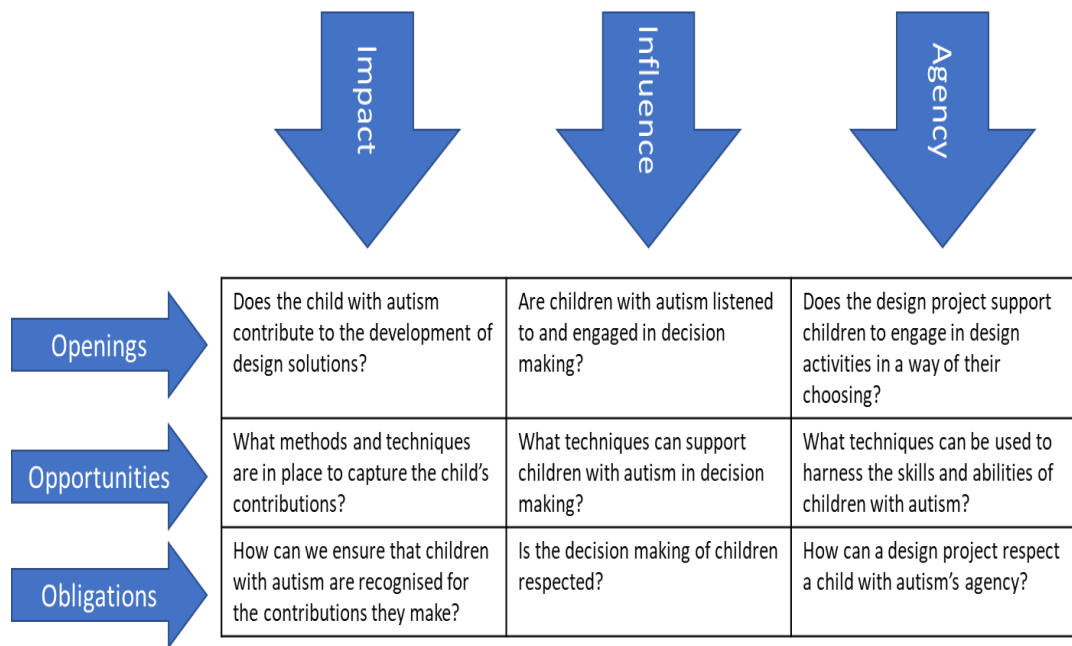 Impact
Influence
Agency
Openings
Does the child with autism
contribute to the development of
design solutions?
Are children with autism listened
to and engaged in decision
making?
Does the design project support
children to engage in design
activities in a way of their
choosing?
Opportunities
What methods and techniques
are in place to capture the child's
contributions?
What techniques can support
children with autism in decision
making?
What techniques can be used to
harness the skills and abilities of
children with autism?
Obligations
How can we ensure that children
with autism are recognised for
the contributions they make?
Is the decision making of children
respected?
How can a design project respect
a child with autism's agency?